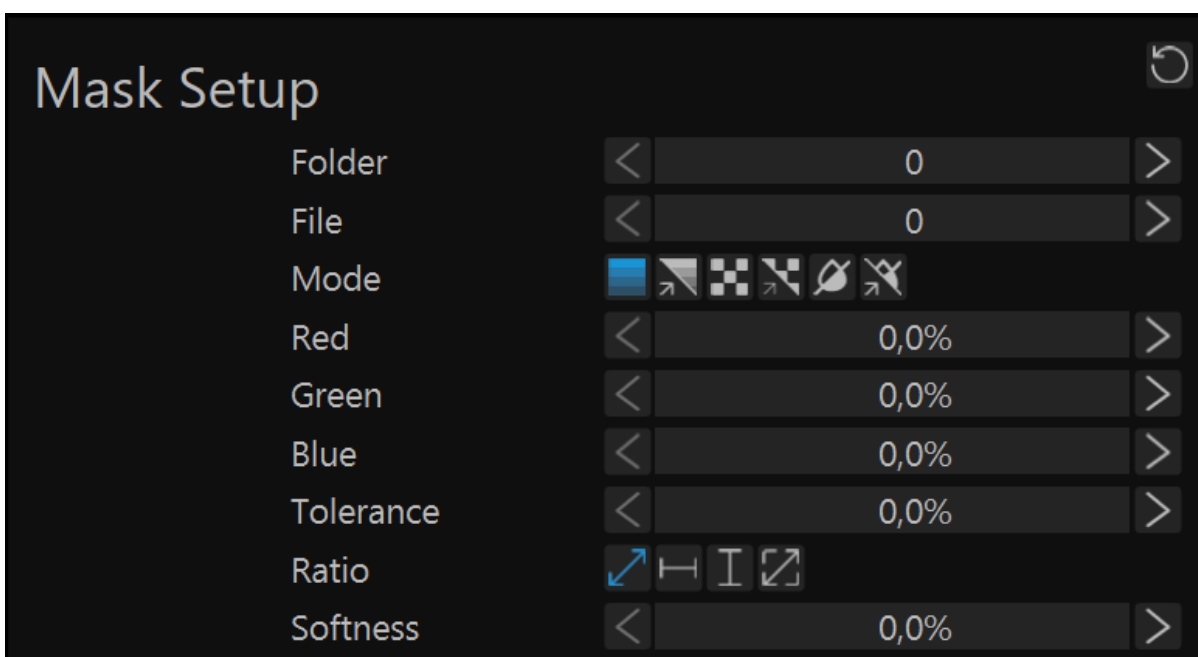 Mask Setup
Folder 0
File 0
Mode
Red 0,0%
Green 0,0%
Blue 0,0%
Tolerance 0,0%
Ratio
Softness 0,0%